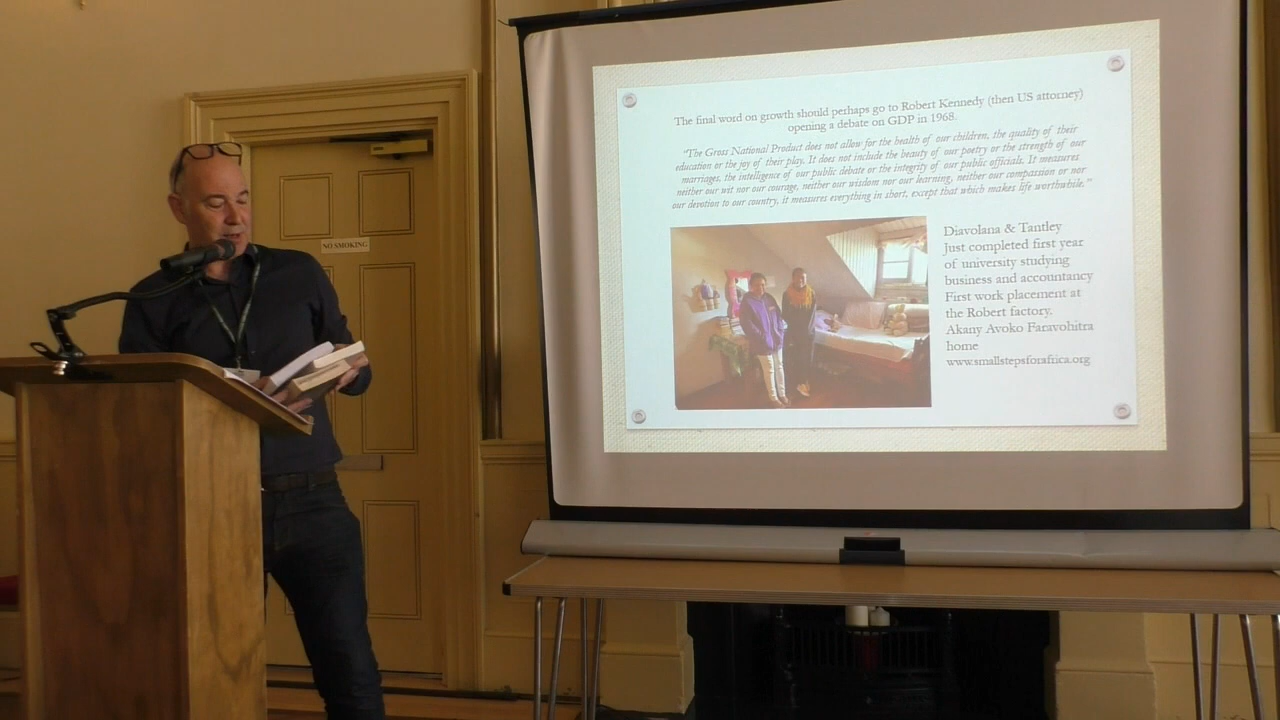 NO SMOKING
The final word on growth should perhaps go to Robert Kennedy (then US attorney)
opening a debate on GDP in 1968.
"The Gross National Product does not allow for the health of our children, the quality of their
education or the joy of their play. It does not include the beauty of our poetry or the strength of our
marriages, the intelligence of our public debate or the integrity of our public officials. It measures
neither our wit nor our courage, neither our wisdom nor our learning, neither our compassion or nor
our devotion to our country, it measures everything in short, except that which makes life worthwhile."
Diavolana & Tantley
Just completed first year
of university studying
business and accountancy
First work placement at
the Robert factory.
Akany Avoko Faravohitra
home
www.smallstepsforafrica.org